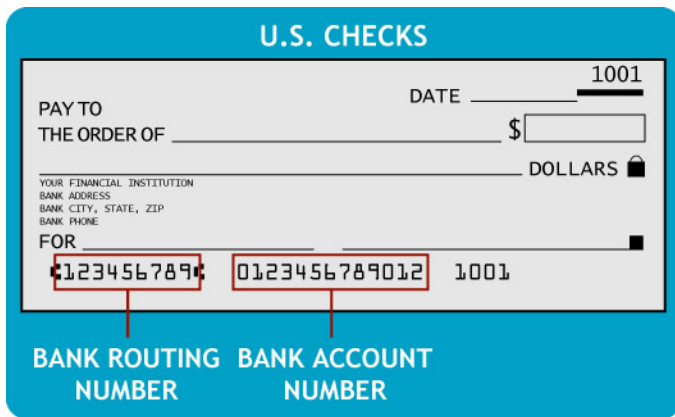 U.S. CHECKS
1001
DATE
PAY TO
THE ORDER OF $
DOLLARS
YOUR FINANCIAL INSTITUTION
BANK ADDRESS
BANK CITY, STATE, ZIP
BANK PHONE
FOR
⑆123456789⑆ 0123456789012 1001
BANK ROUTING NUMBER
BANK ACCOUNT NUMBER